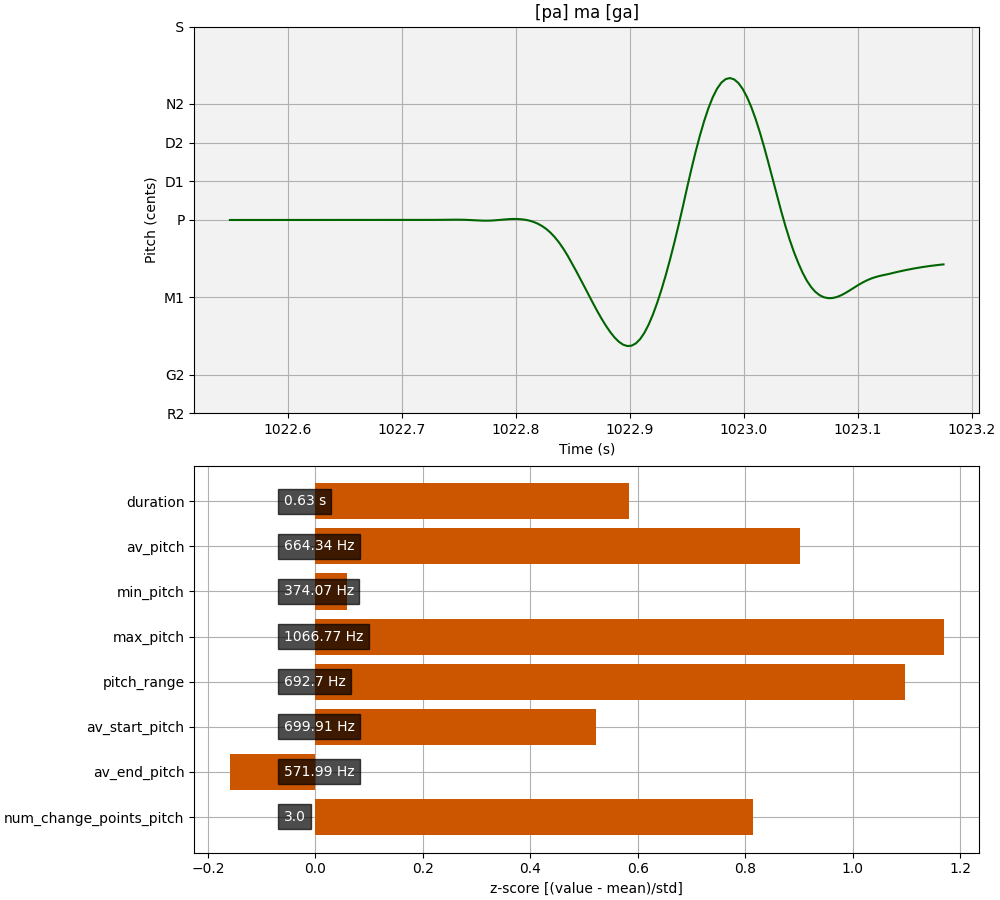 [pa] ma [ga]
S
N2
D2
D1
P
M1
G2
R2
Pitch (cents)
1022.6 1022.7 1022.8 1022.9 1023.0 1023.1 1023.2
Time (s)
duration 0.63 s
av_pitch 664.34 Hz
min_pitch 374.07 Hz
max_pitch 1066.77 Hz
pitch_range 692.7 Hz
av_start_pitch 699.91 Hz
av_end_pitch 571.99 Hz
num_change_points_pitch 3.0
−0.2 0.0 0.2 0.4 0.6 0.8 1.0 1.2
z-score [(value - mean)/std]